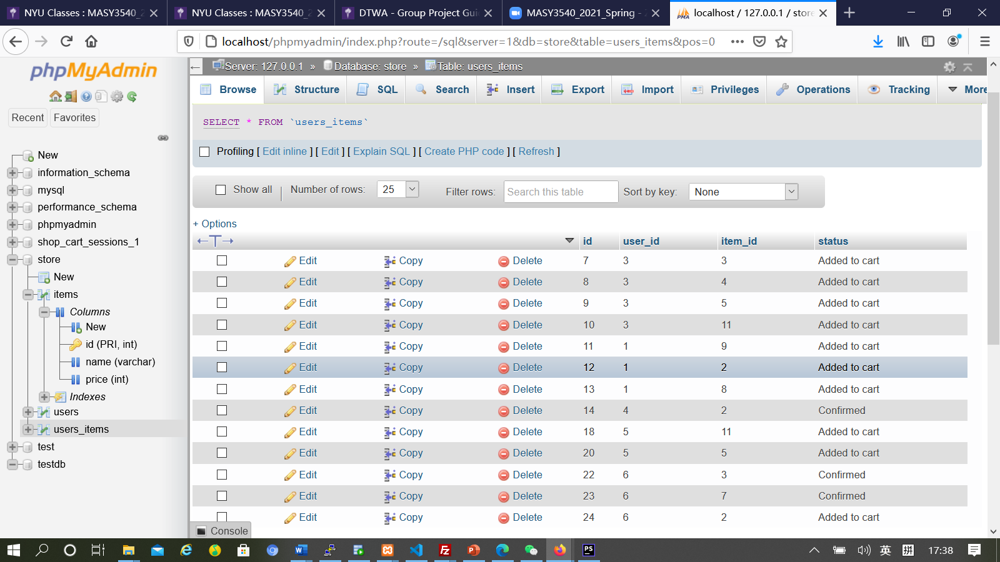 NYU Classes : MASY3540_2
NYU Classes : MASY3540_2
DTWA - Group Project Gui
MASY3540_2021_Spring -
localhost / 127.0.0.1 / store
localhost/phpmyadmin/index.php?route=/sql&server=1&db=store&table=users_items&pos=0
phpMyAdmin
Recent
Favorites
New
information_schema
mysql
performance_schema
phpmyadmin
shop_cart_sessions_1
store
New
items
Columns
New
id (PRI, int)
name (varchar)
price (int)
Indexes
users
users_items
test
testdb
Server: 127.0.0.1 » Database: store » Table: users_items
Browse Structure SQL Search Insert Export Import Privileges Operations Tracking More
SELECT * FROM `users_items`
Profiling [ Edit inline ] [ Edit ] [ Explain SQL ] [ Create PHP code ] [ Refresh ]
Show all Number of rows: 25 Filter rows: Search this table Sort by key: None
+ Options
←T→ id user_id item_id status
Edit Copy Delete 7 3 3 Added to cart
Edit Copy Delete 8 3 4 Added to cart
Edit Copy Delete 9 3 5 Added to cart
Edit Copy Delete 10 3 11 Added to cart
Edit Copy Delete 11 1 9 Added to cart
Edit Copy Delete 12 1 2 Added to cart
Edit Copy Delete 13 1 8 Added to cart
Edit Copy Delete 14 4 2 Confirmed
Edit Copy Delete 18 5 11 Added to cart
Edit Copy Delete 20 5 5 Added to cart
Edit Copy Delete 22 6 3 Confirmed
Edit Copy Delete 23 6 7 Confirmed
Edit Copy Delete 24 6 2 Added to cart
Console
英 拼 17:38